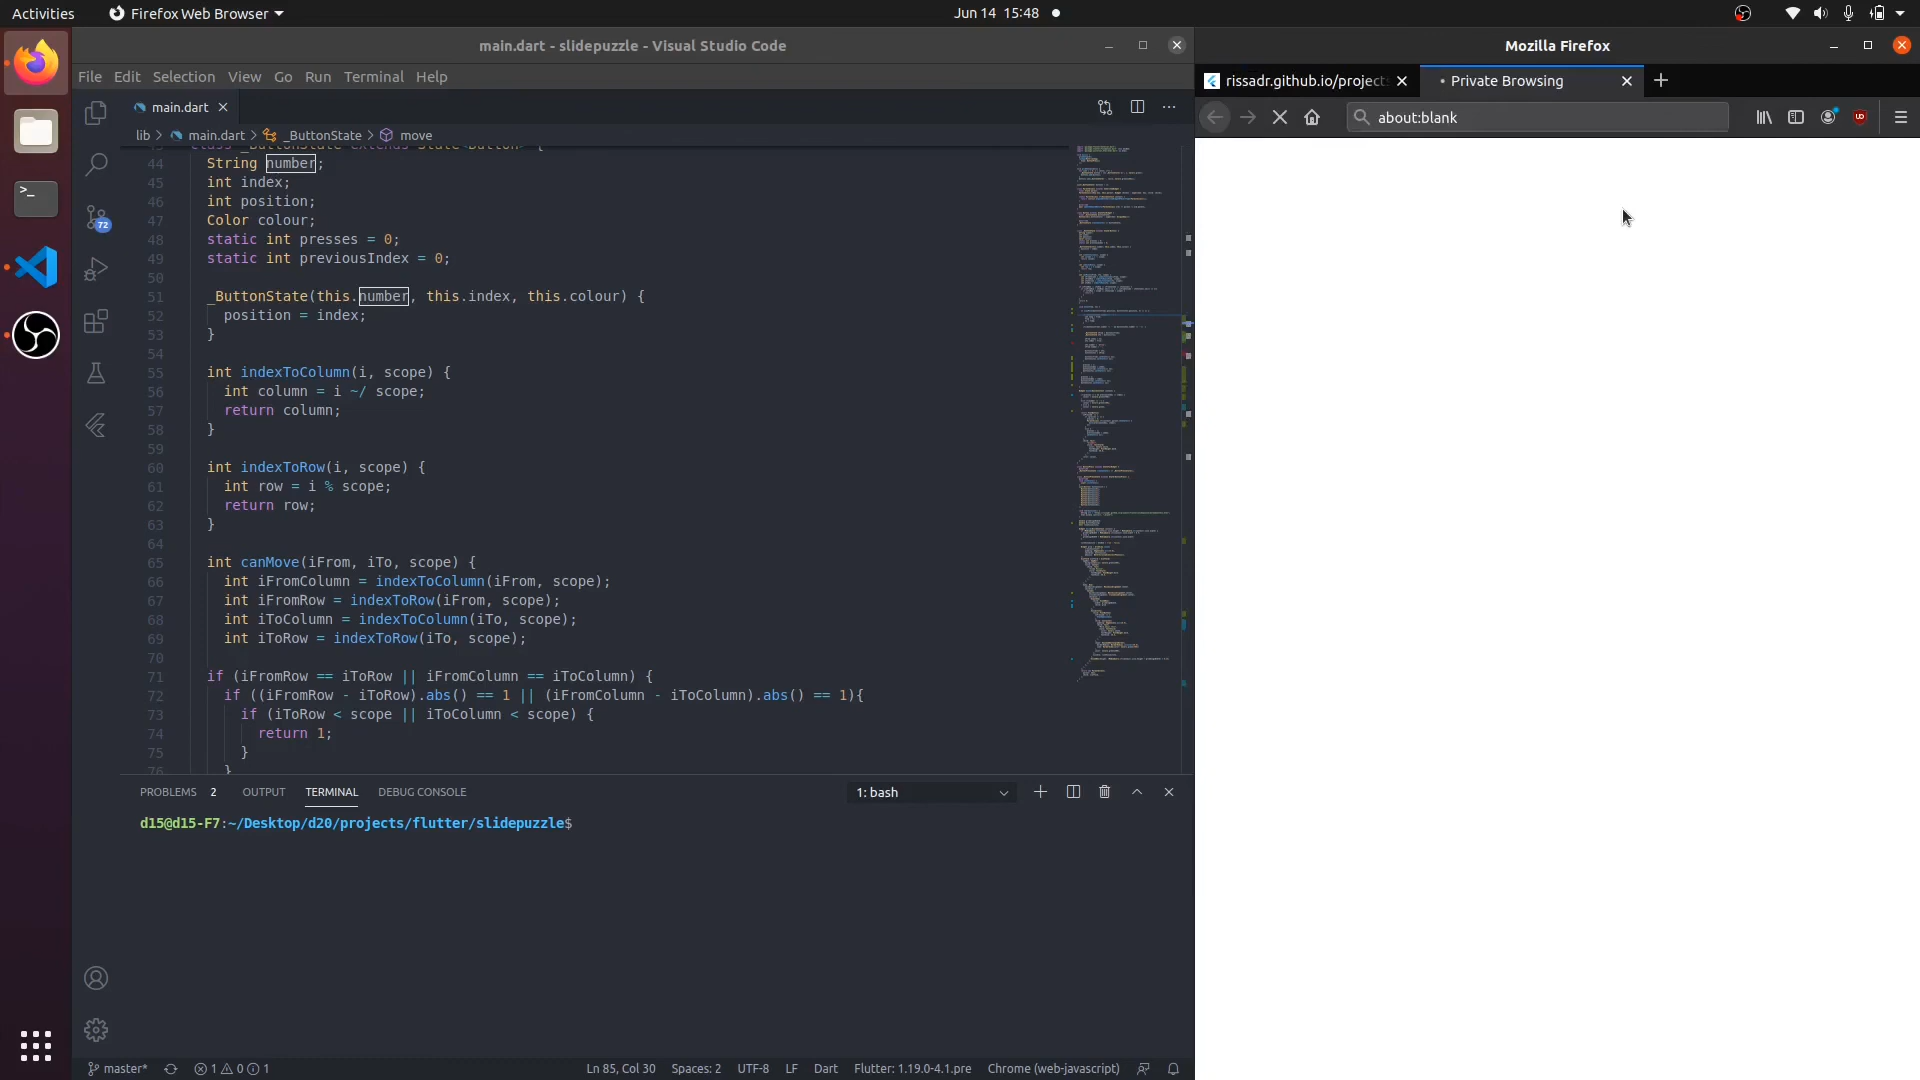 Activities
Firefox Web Browser
Jun 14 15:48
main.dart - slidepuzzle - Visual Studio Code
Mozilla Firefox
File Edit Selection View Go Run Terminal Help
rissadr.github.io/project
Private Browsing
main.dart
about:blank
lib > main.dart > _ButtonState > move
44 String number;
45 int index;
46 int position;
47 Color colour;
48 static int presses = 0;
49 static int previousIndex = 0;
50
51 _ButtonState(this.number, this.index, this.colour) {
52 position = index;
53 }
54
55 int indexToColumn(i, scope) {
56 int column = i ~/ scope;
57 return column;
58 }
59
60 int indexToRow(i, scope) {
61 int row = i % scope;
62 return row;
63 }
64
65 int canMove(iFrom, iTo, scope) {
66 int iFromColumn = indexToColumn(iFrom, scope);
67 int iFromRow = indexToRow(iFrom, scope);
68 int iToColumn = indexToColumn(iTo, scope);
69 int iToRow = indexToRow(iTo, scope);
70
71 if (iFromRow == iToRow || iFromColumn == iToColumn) {
72 if ((iFromRow - iToRow).abs() == 1 || (iFromColumn - iToColumn).abs() == 1){
73 if (iToRow < scope || iToColumn < scope) {
74 return 1;
75 }
76 }
72
PROBLEMS 2 OUTPUT TERMINAL DEBUG CONSOLE
1: bash
d15@d15-F7:~/Desktop/d20/projects/flutter/slidepuzzle$
master* 1 0 1
Ln 85, Col 30 Spaces: 2 UTF-8 LF Dart Flutter: 1.19.0-4.1.pre Chrome (web-javascript)